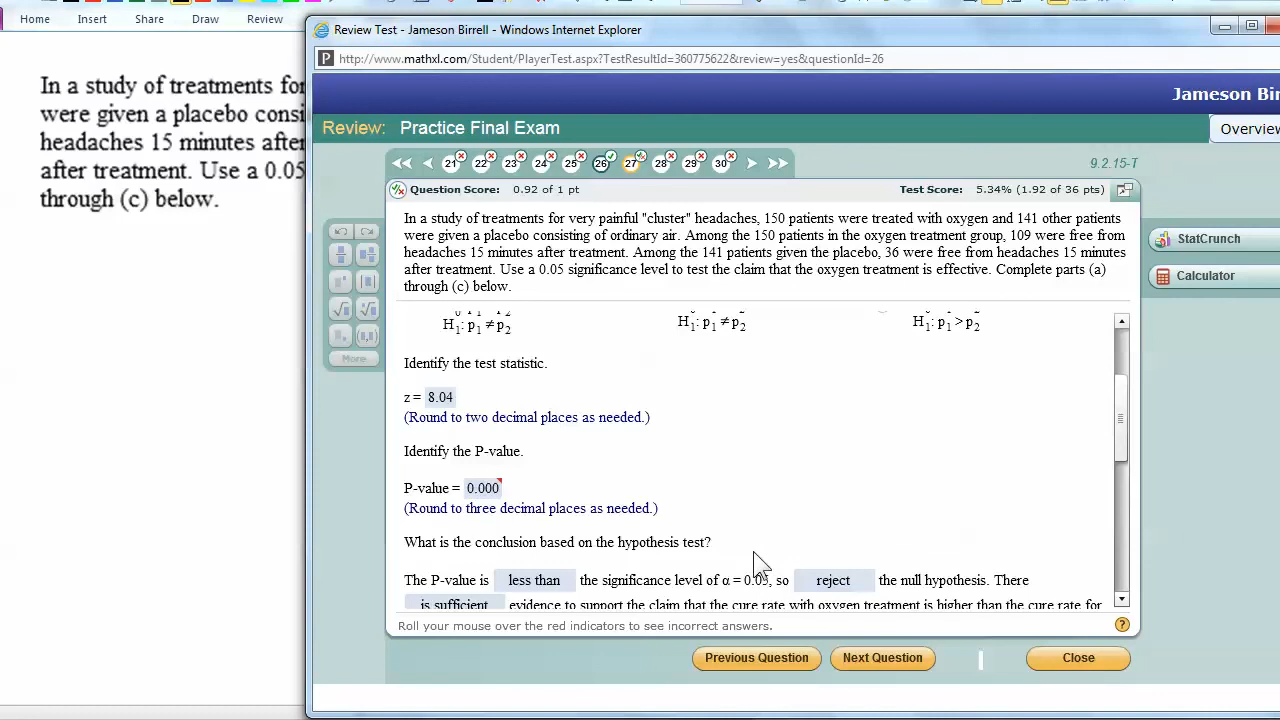 Home Insert Share Draw Review
In a study of treatments for
were given a placebo consi
headaches 15 minutes after
after treatment. Use a 0.05
through (c) below.
Review Test - Jameson Birrell - Windows Internet Explorer
http://www.mathxl.com/Student/PlayerTest.aspx?TestResultId=360775622&review=yes&questionId=26
Jameson Bir
Review: Practice Final Exam
Overview
21 22 23 24 25 26 27 28 29 30
9.2.15-T
Question Score: 0.92 of 1 pt
Test Score: 5.34% (1.92 of 36 pts)
In a study of treatments for very painful "cluster" headaches, 150 patients were treated with oxygen and 141 other patients
were given a placebo consisting of ordinary air. Among the 150 patients in the oxygen treatment group, 109 were free from
headaches 15 minutes after treatment. Among the 141 patients given the placebo, 36 were free from headaches 15 minutes
after treatment. Use a 0.05 significance level to test the claim that the oxygen treatment is effective. Complete parts (a)
through (c) below.
StatCrunch
Calculator
More
H₁: p₁ ≠ p₂ H₁: p₁ ≠ p₂ H₁: p₁ > p₂
Identify the test statistic.
z = 8.04
(Round to two decimal places as needed.)
Identify the P-value.
P-value = 0.000
(Round to three decimal places as needed.)
What is the conclusion based on the hypothesis test?
The P-value is less than the significance level of α = 0.05, so reject the null hypothesis. There
is sufficient evidence to support the claim that the cure rate with oxygen treatment is higher than the cure rate for
Roll your mouse over the red indicators to see incorrect answers.
Previous Question Next Question Close